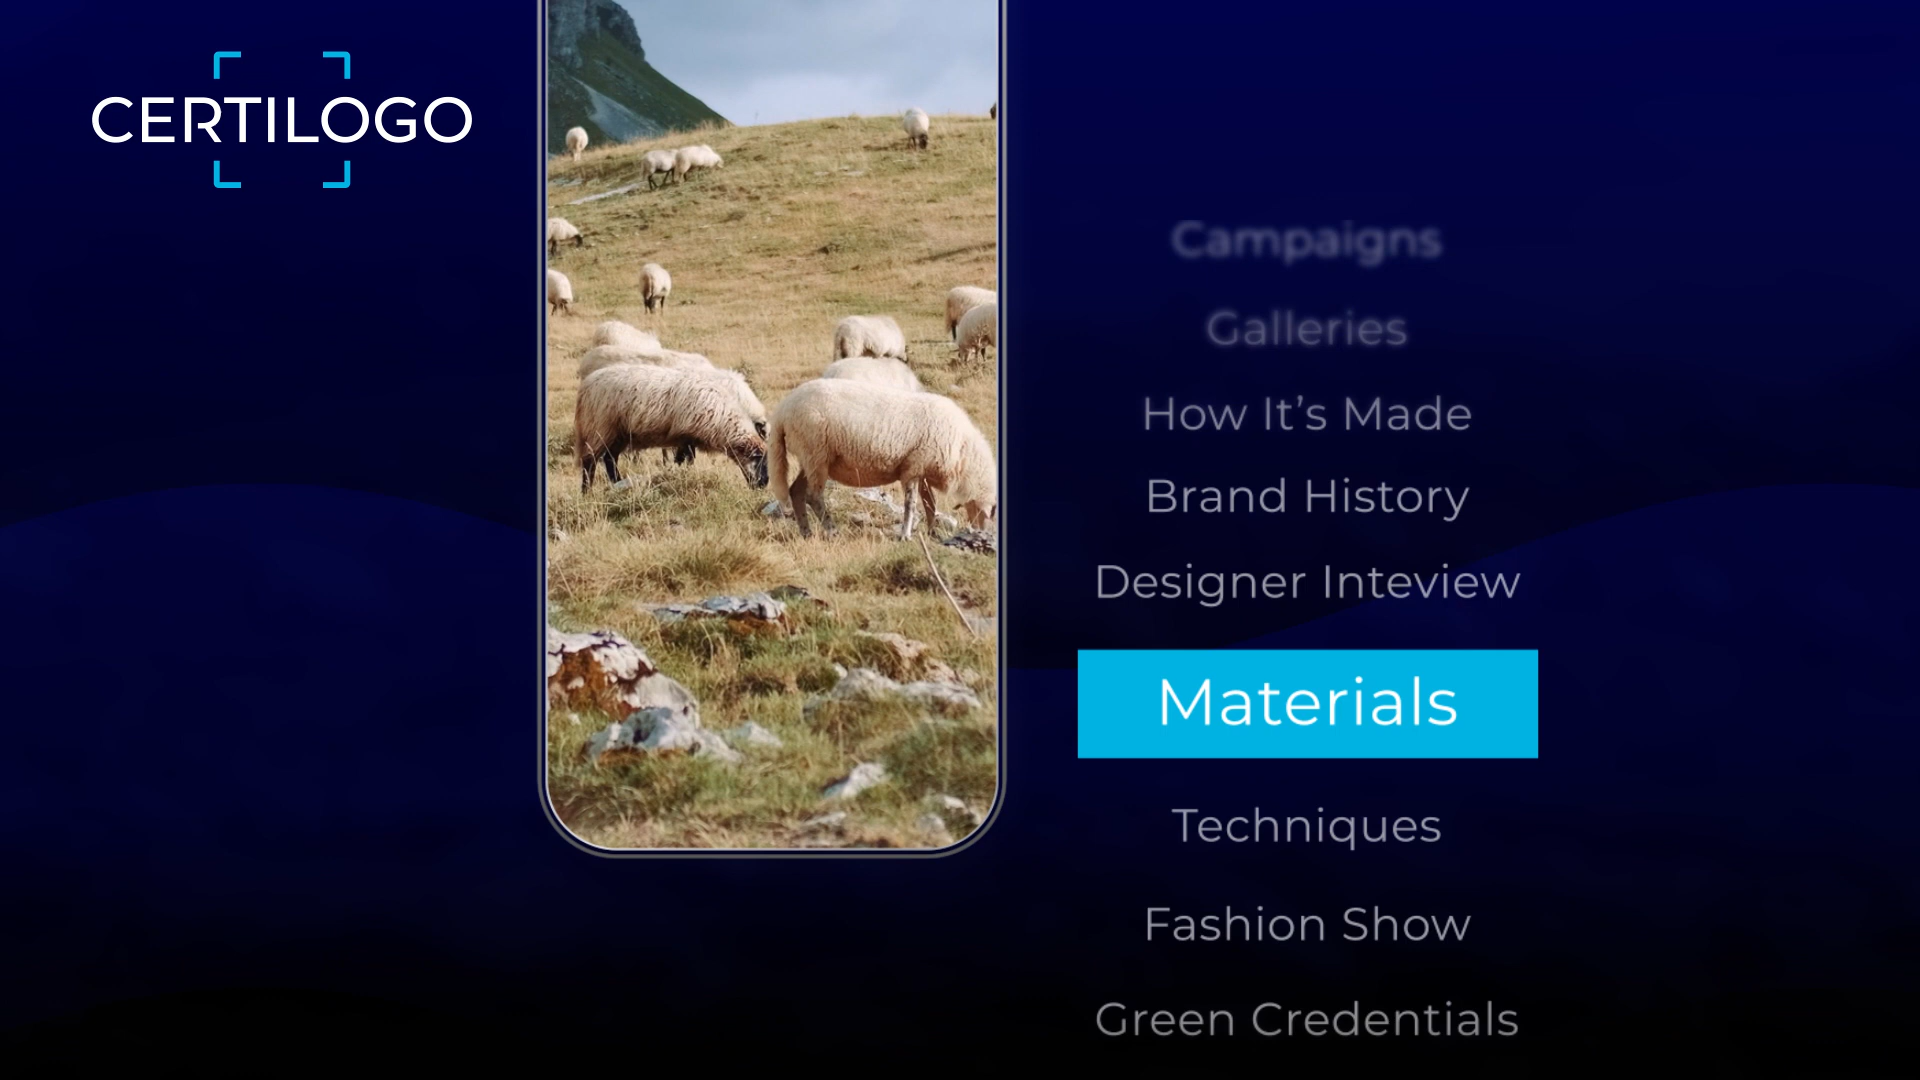 CERTILOGO
Campaigns
Galleries
How It’s Made
Brand History
Designer Inteview
Materials
Techniques
Fashion Show
Green Credentials